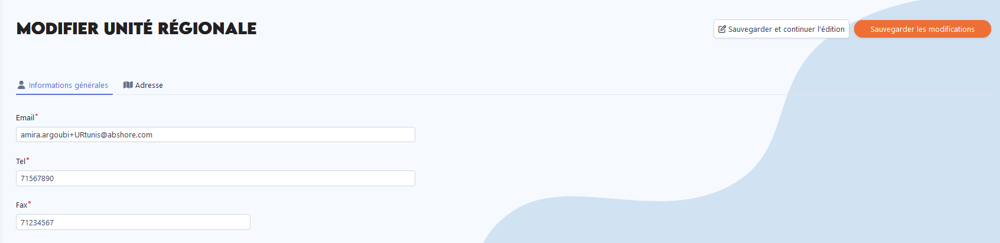 MODIFIER UNITÉ RÉGIONALE
Sauvegarder et continuer l'édition
Sauvegarder les modifications
Informations générales
Adresse
Email
amira.argoubi+URtunis@abshore.com
Tel
71567890
Fax
71234567